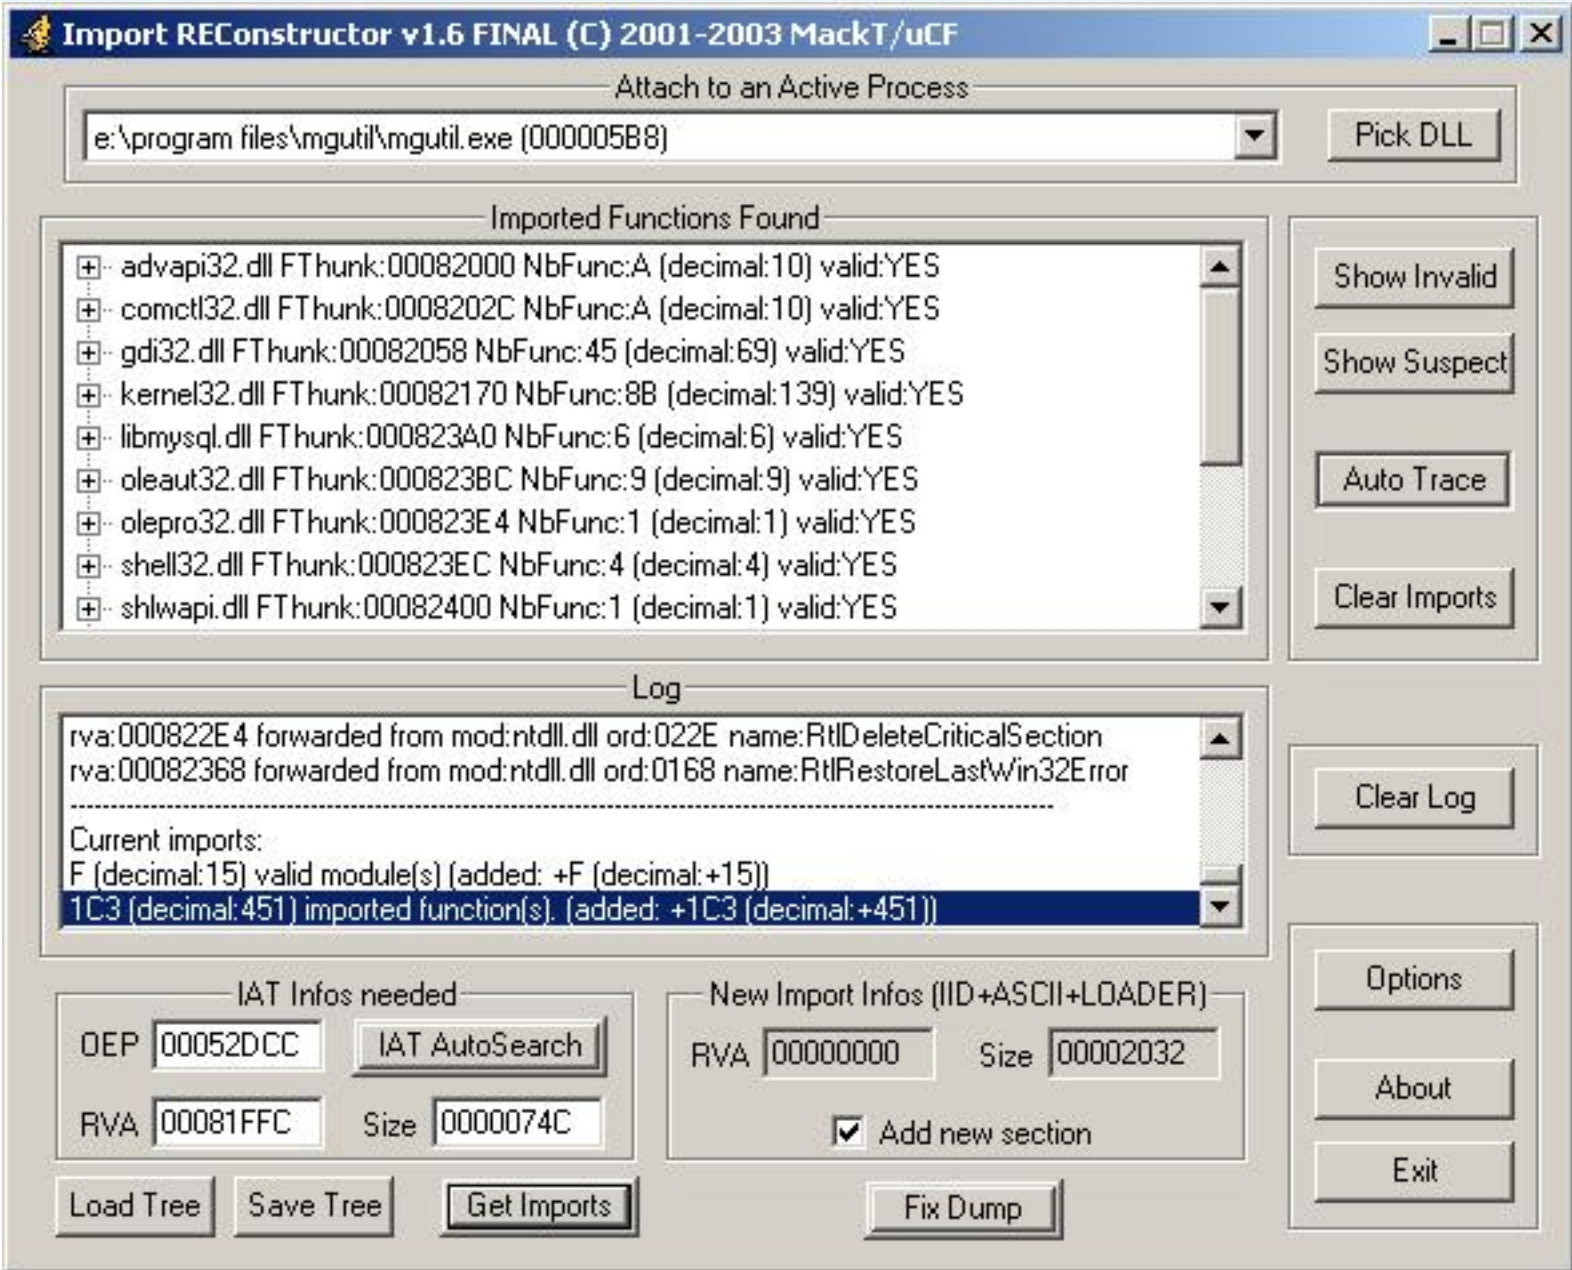 Import REConstructor v1.6 FINAL (C) 2001-2003 MackT/uCF
Attach to an Active Process
e:\program files\mgutil\mgutil.exe (000005B8)
Pick DLL
Imported Functions Found
advapi32.dll FThunk:00082000 NbFunc:A (decimal:10) valid:YES
comctl32.dll FThunk:0008202C NbFunc:A (decimal:10) valid:YES
gdi32.dll FThunk:00082058 NbFunc:45 (decimal:69) valid:YES
kernel32.dll FThunk:00082170 NbFunc:8B (decimal:139) valid:YES
libmysql.dll FThunk:000823A0 NbFunc:6 (decimal:6) valid:YES
oleaut32.dll FThunk:000823BC NbFunc:9 (decimal:9) valid:YES
olepro32.dll FThunk:000823E4 NbFunc:1 (decimal:1) valid:YES
shell32.dll FThunk:000823EC NbFunc:4 (decimal:4) valid:YES
shlwapi.dll FThunk:00082400 NbFunc:1 (decimal:1) valid:YES
Show Invalid
Show Suspect
Auto Trace
Clear Imports
Log
rva:000822E4 forwarded from mod:ntdll.dll ord:022E name:RtlDeleteCriticalSection
rva:00082368 forwarded from mod:ntdll.dll ord:0168 name:RtlRestoreLastWin32Error
---------------------------------------------------------------------------------------------------------------------------
Current imports:
F (decimal:15) valid module(s) (added: +F (decimal:+15))
1C3 (decimal:451) imported function(s). (added: +1C3 (decimal:+451))
Clear Log
IAT Infos needed
OEP 00052DCC IAT AutoSearch
RVA 00081FFC Size 0000074C
New Import Infos (IID+ASCII+LOADER)
RVA 00000000 Size 00002032
Add new section
Options
About
Exit
Load Tree Save Tree Get Imports Fix Dump